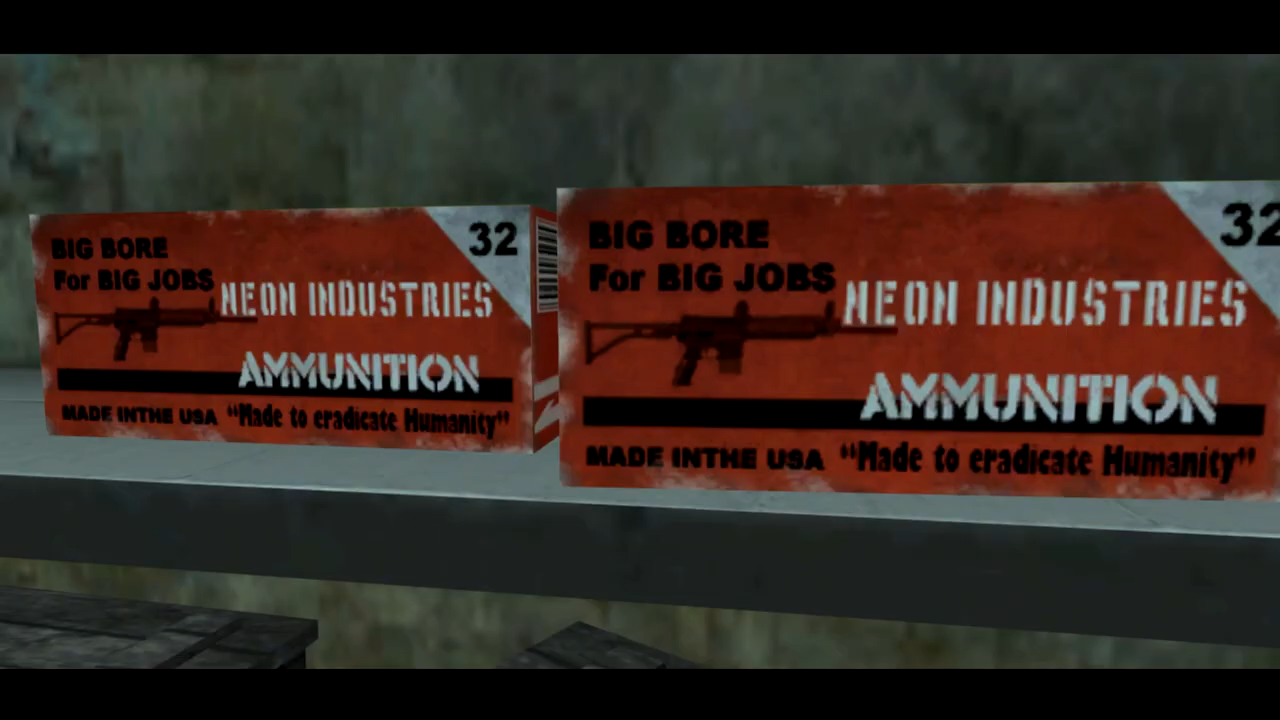 BIG BORE
For BIG JOBS
32
NEON INDUSTRIES
AMMUNITION
MADE INTHE USA "Made to eradicate Humanity"
BIG BORE
For BIG JOBS
32
NEON INDUSTRIES
AMMUNITION
MADE INTHE USA "Made to eradicate Humanity"